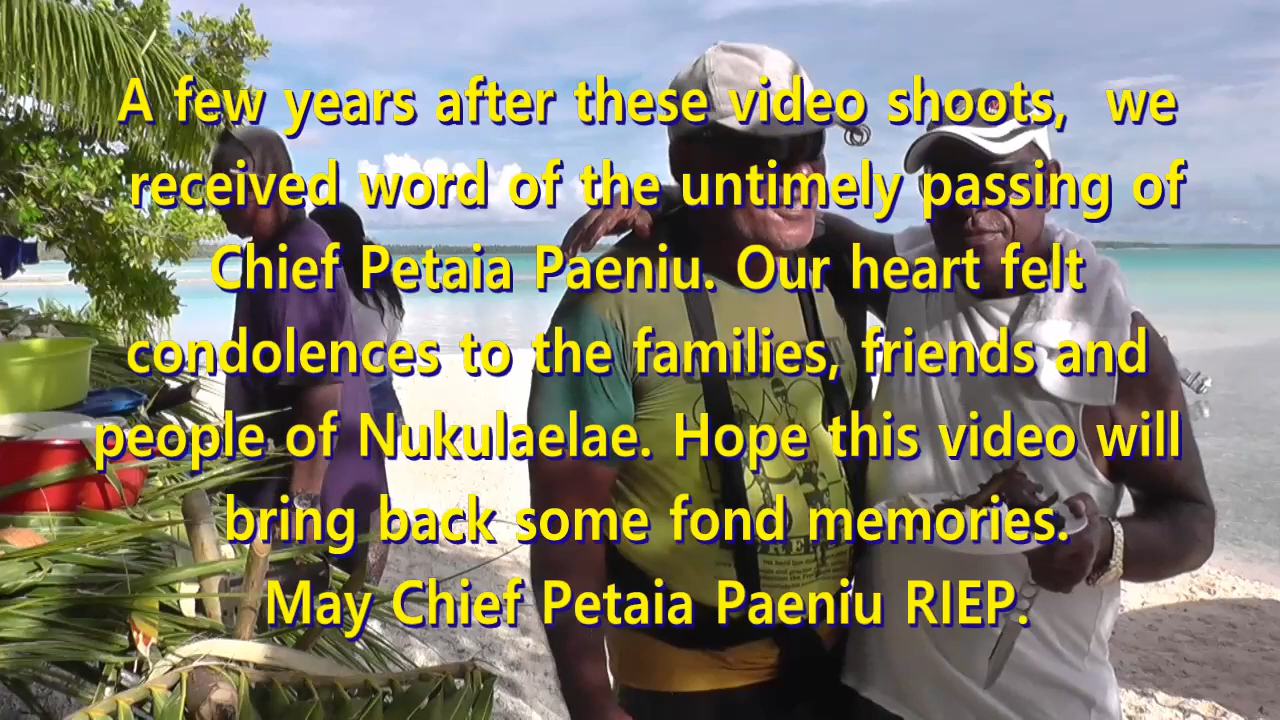 A few years after these video shoots, we
received word of the untimely passing of
Chief Petaia Paeniu. Our heart felt
condolences to the families, friends and
people of Nukulaelae. Hope this video will
bring back some fond memories.
May Chief Petaia Paeniu RIEP.